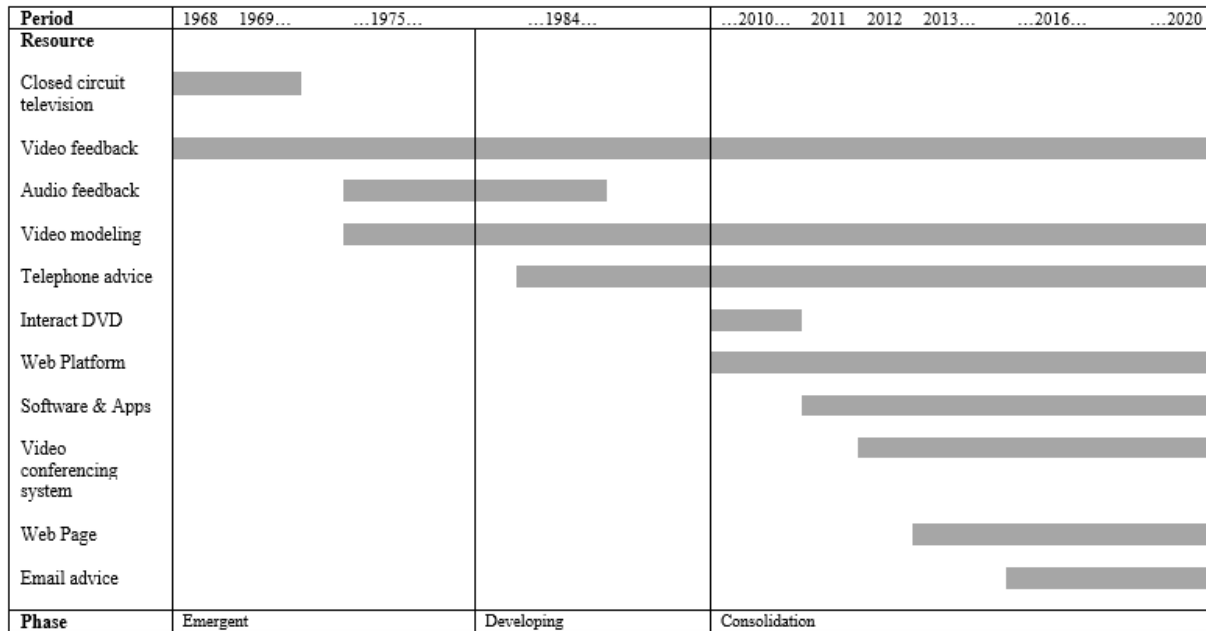 Period 1968 1969… …1975… …1984… …2010… 2011 2012 2013… …2016… …2020
Resource
Closed circuit
television
Video feedback
Audio feedback
Video modeling
Telephone advice
Interact DVD
Web Platform
Software & Apps
Video
conferencing
system
Web Page
Email advice
Phase Emergent Developing Consolidation